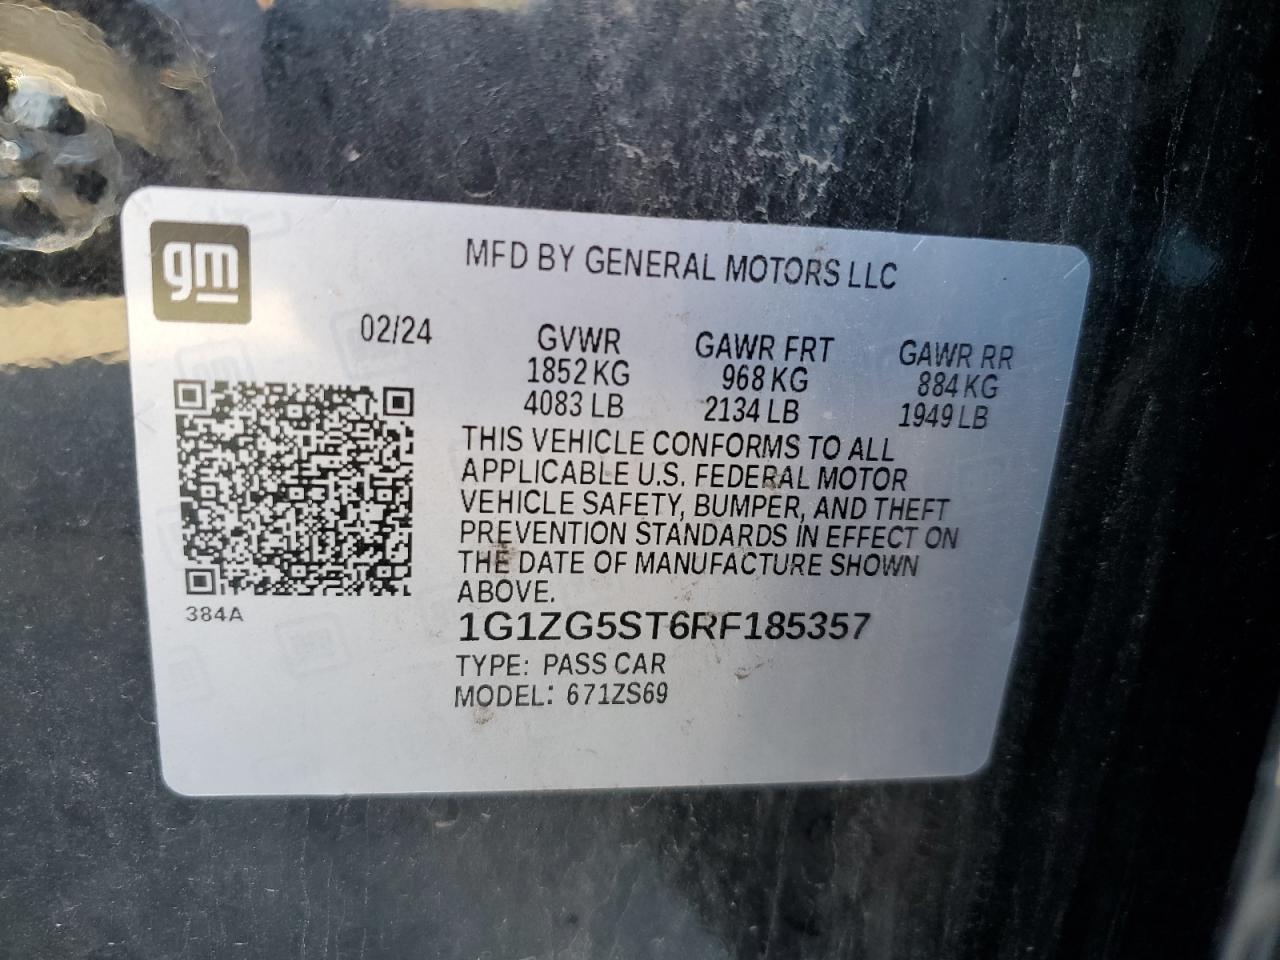 gm
MFD BY GENERAL MOTORS LLC
02/24 GVWR GAWR FRT GAWR RR
1852 KG 968 KG 884 KG
4083 LB 2134 LB 1949 LB
THIS VEHICLE CONFORMS TO ALL
APPLICABLE U.S. FEDERAL MOTOR
VEHICLE SAFETY, BUMPER, AND THEFT
PREVENTION STANDARDS IN EFFECT ON
THE DATE OF MANUFACTURE SHOWN
ABOVE.
384A
1G1ZG5ST6RF185357
TYPE: PASS CAR
MODEL: 671ZS69